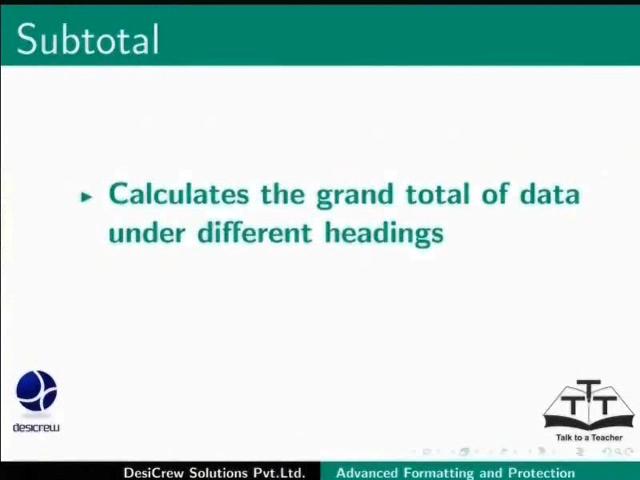 Subtotal
Calculates the grand total of data
under different headings
desicrew
TTT
Talk to a Teacher
DesiCrew Solutions Pvt.Ltd. Advanced Formatting and Protection